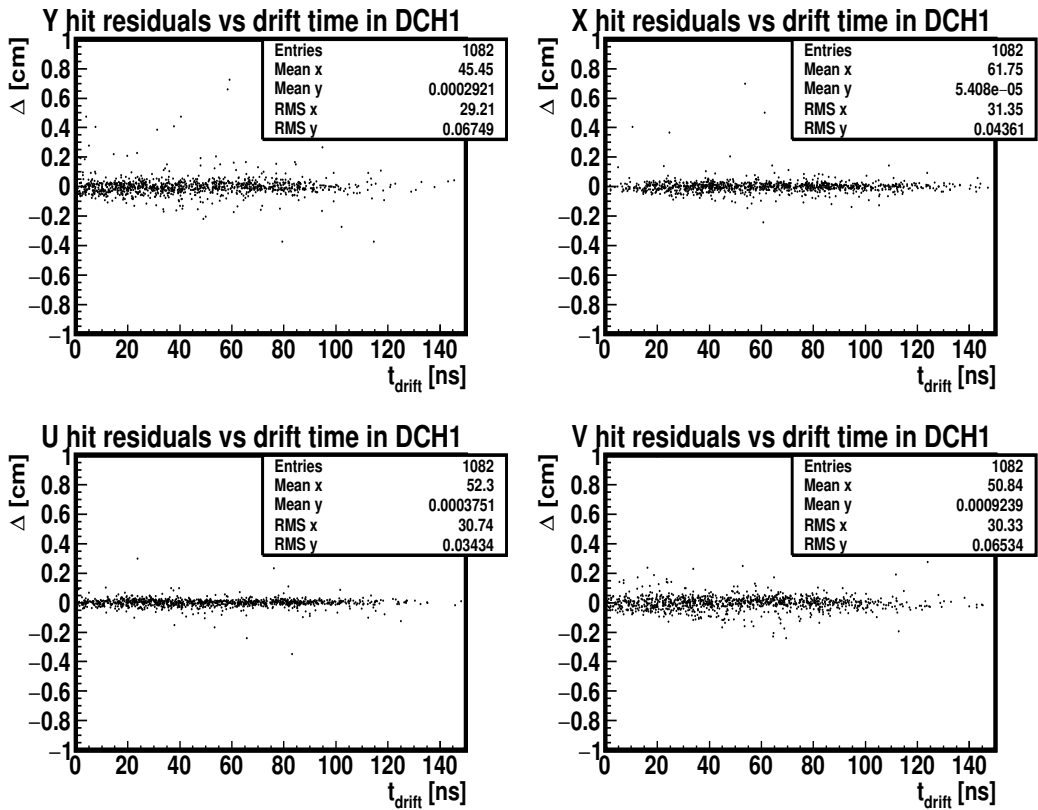 Y hit residuals vs drift time in DCH1
Δ [cm]
1
0.8
0.6
0.4
0.2
0
−0.2
−0.4
−0.6
−0.8
−1
Entries 1082
Mean x 45.45
Mean y 0.0002921
RMS x 29.21
RMS y 0.06749
0 20 40 60 80 100 120 140
t_drift [ns]
X hit residuals vs drift time in DCH1
Δ [cm]
1
0.8
0.6
0.4
0.2
0
−0.2
−0.4
−0.6
−0.8
−1
Entries 1082
Mean x 61.75
Mean y 5.408e−05
RMS x 31.35
RMS y 0.04361
0 20 40 60 80 100 120 140
t_drift [ns]
U hit residuals vs drift time in DCH1
Δ [cm]
1
0.8
0.6
0.4
0.2
0
−0.2
−0.4
−0.6
−0.8
−1
Entries 1082
Mean x 52.3
Mean y 0.0003751
RMS x 30.74
RMS y 0.03434
0 20 40 60 80 100 120 140
t_drift [ns]
V hit residuals vs drift time in DCH1
Δ [cm]
1
0.8
0.6
0.4
0.2
0
−0.2
−0.4
−0.6
−0.8
−1
Entries 1082
Mean x 50.84
Mean y 0.0009239
RMS x 30.33
RMS y 0.06534
0 20 40 60 80 100 120 140
t_drift [ns]